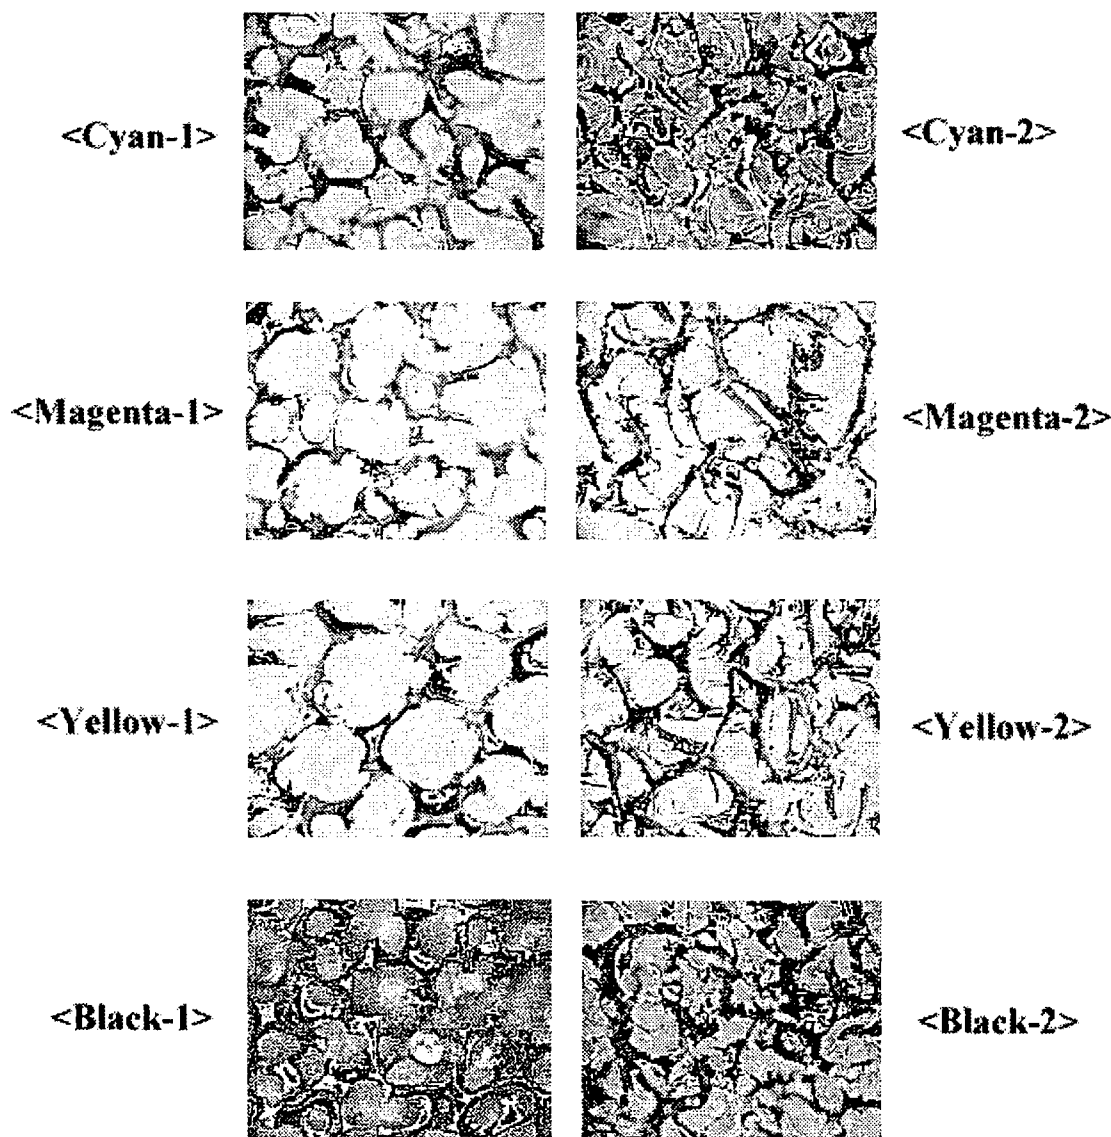 <Cyan-1>
<Cyan-2>
<Magenta-1>
<Magenta-2>
<Yellow-1>
<Yellow-2>
<Black-1>
<Black-2>